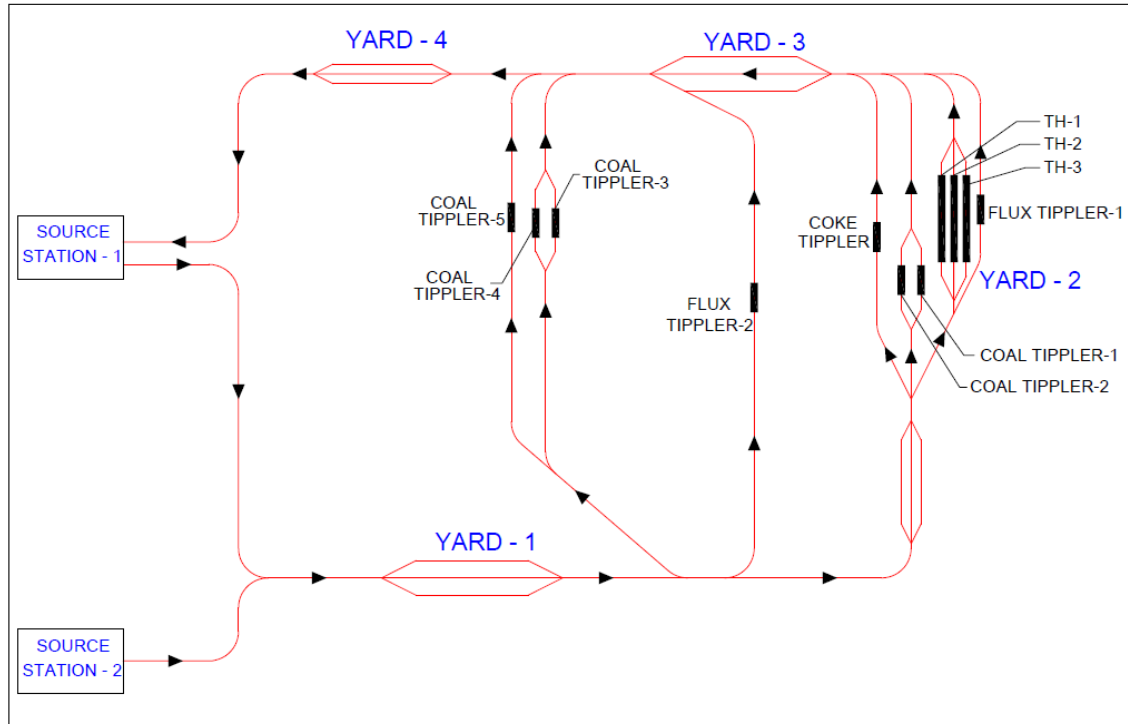 YARD - 4
YARD - 3
TH-1
TH-2
TH-3
COAL
TIPPLER-3
COAL
TIPPLER-5
COKE
TIPPLER
FLUX TIPPLER-1
SOURCE
STATION - 1
COAL
TIPPLER-4
YARD - 2
FLUX
TIPPLER-2
COAL TIPPLER-1
COAL TIPPLER-2
YARD - 1
SOURCE
STATION - 2